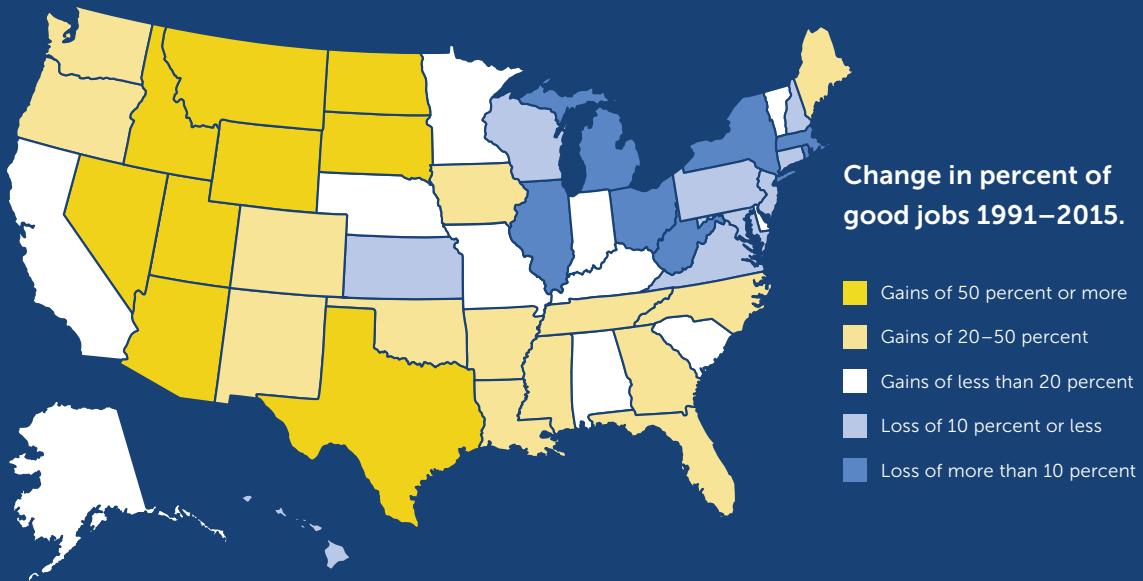 Change in percent of
good jobs 1991–2015.
Gains of 50 percent or more
Gains of 20–50 percent
Gains of less than 20 percent
Loss of 10 percent or less
Loss of more than 10 percent